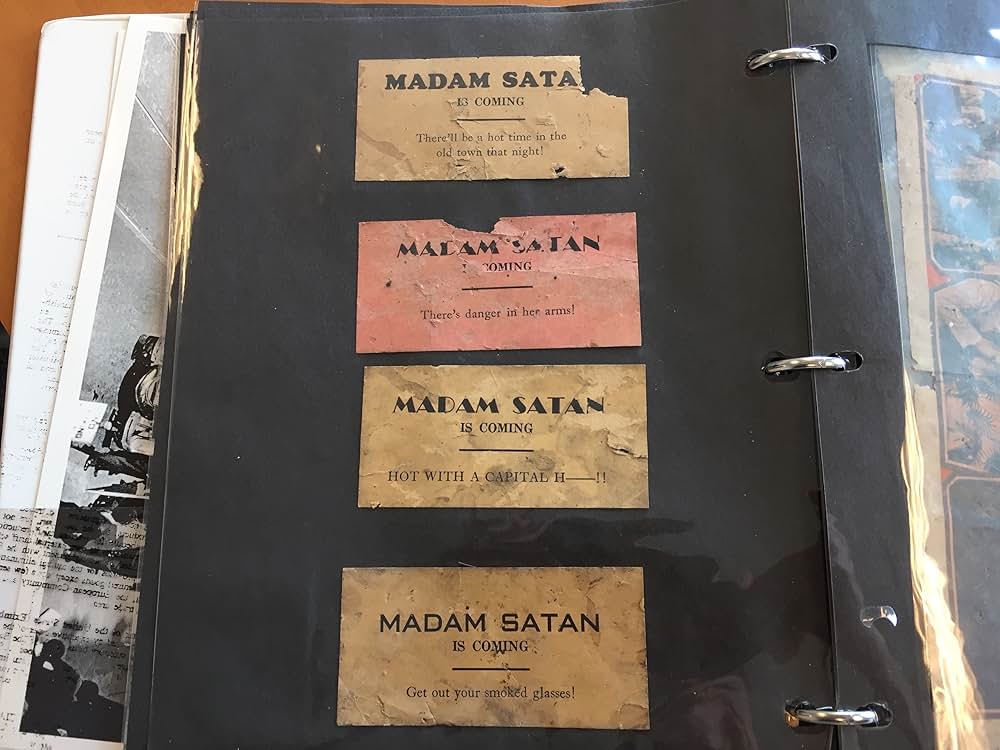 MADAM SATA
IS COMING
There'll be a hot time in the
old town that night!
MADAM SATAN
COMING
There's danger in her arms!
MADAM SATAN
IS COMING
HOT WITH A CAPITAL H——!!
MADAM SATAN
IS COMING
Get out your smoked glasses!